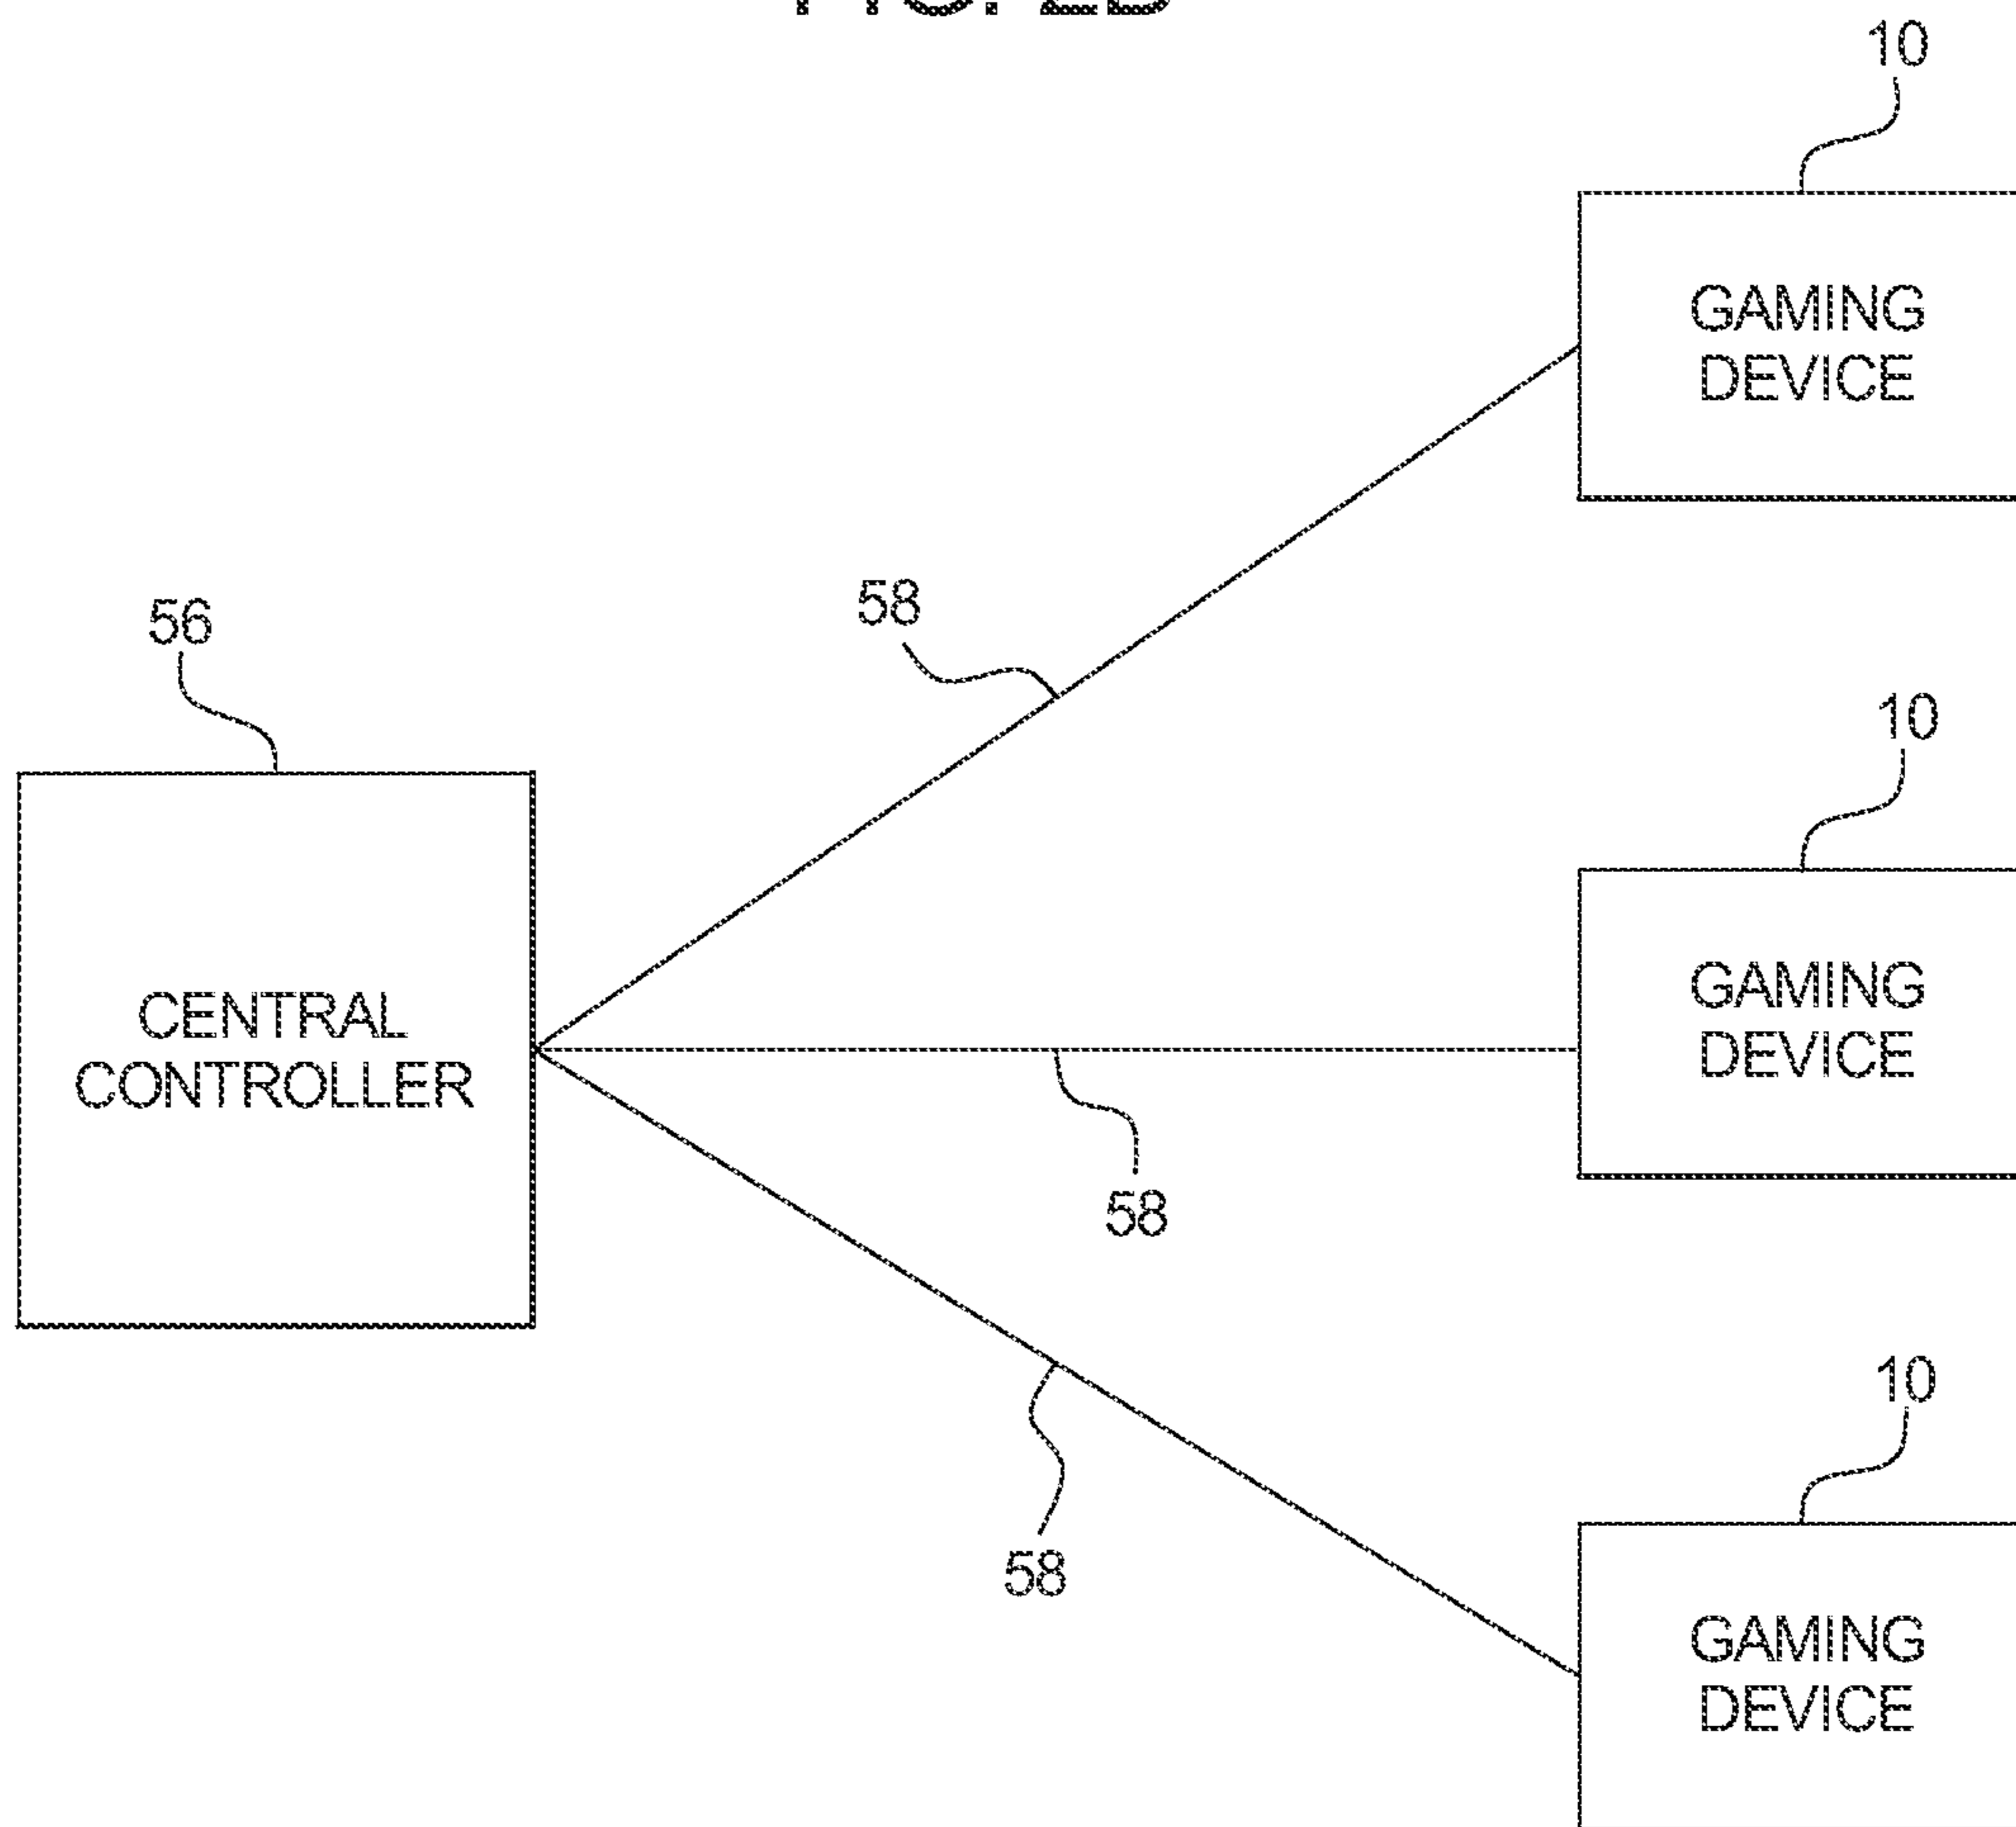 10
GAMING
DEVICE
58
56
10
CENTRAL
CONTROLLER
GAMING
DEVICE
58
10
58
GAMING
DEVICE